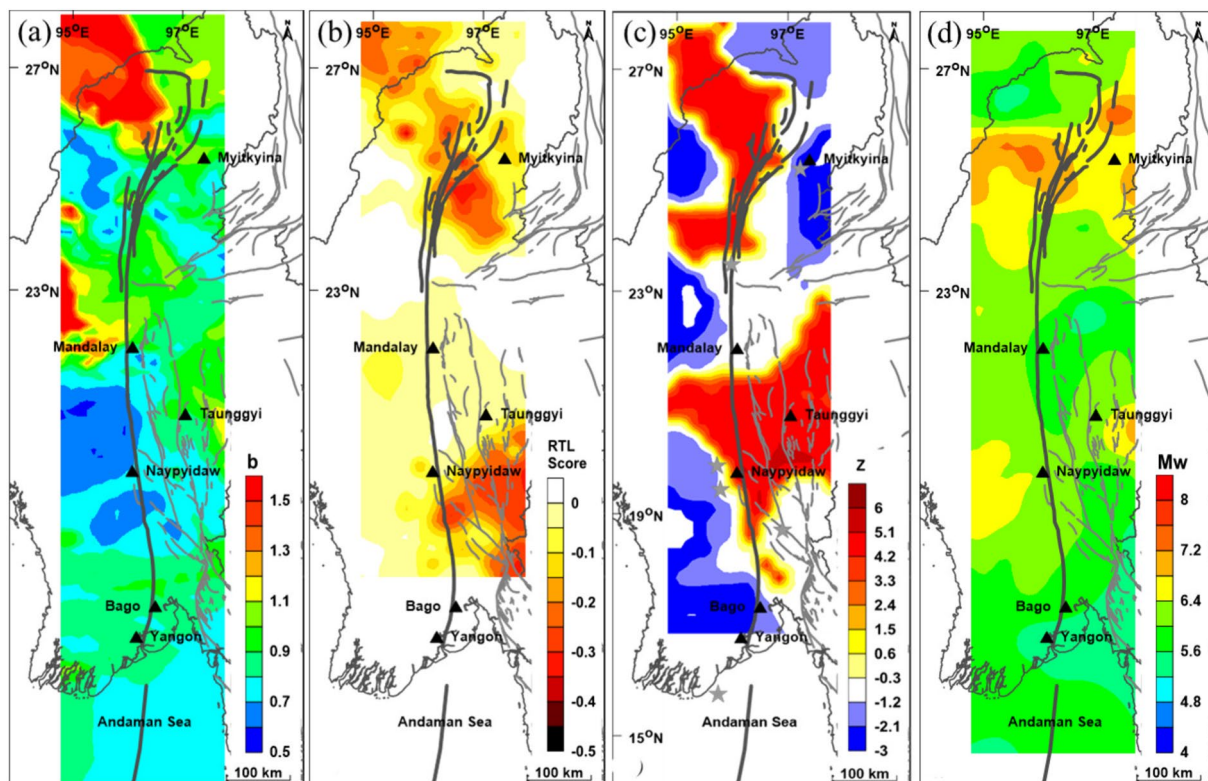 (a)
95°E
97°E
N
27°N
Myitkyina
23°N
Mandalay
Taunggyi
Naypyidaw
b
1.5
1.3
1.1
0.9
0.7
0.5
19°N
Bago
Yangon
Andaman Sea
15°N
100 km
(b)
95°E
97°E
N
27°N
Myitkyina
23°N
Mandalay
Taunggyi
Naypyidaw
RTL
Score
0
-0.1
-0.2
-0.3
-0.4
-0.5
19°N
Bago
Yangon
Andaman Sea
15°N
100 km
(c)
95°E
97°E
N
27°N
Myitkyina
23°N
Mandalay
Taunggyi
Naypyidaw
Z
6
5.1
4.2
3.3
2.4
1.5
0.6
-0.3
-1.2
-2.1
-3
19°N
Bago
Yangon
Andaman Sea
15°N
)
100 km
(d)
95°E
97°E
N
27°N
Myitkyina
23°N
Mandalay
Taunggyi
Naypyidaw
Mw
8
7.2
6.4
5.6
4.8
4
19°N
Bago
Yangon
Andaman Sea
15°N
100 km